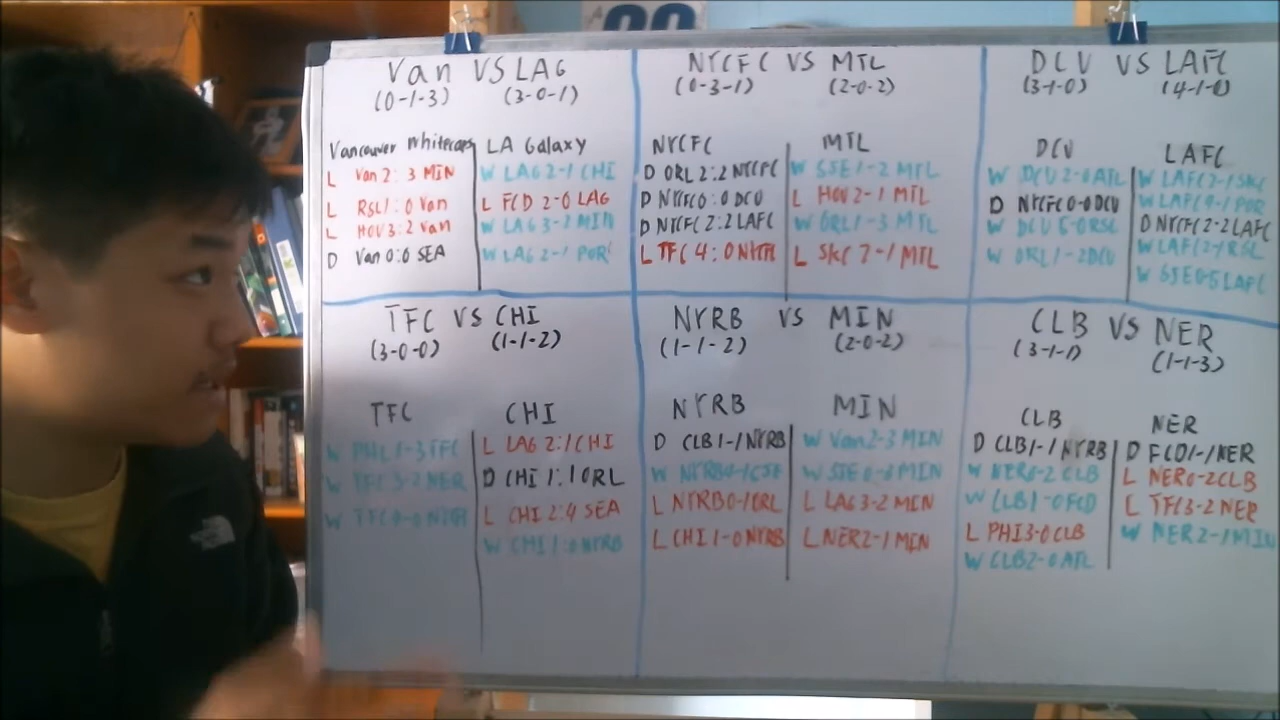 Van VS LAG
(0-1-3) (3-0-1)
Vancouver Whitecaps
L Van 2:3 MIN
L RSL 1:0 Van
L HOU 3:2 Van
D Van 0:0 SEA
LA Galaxy
W LAG 2-1 CHI
L FCD 2-0 LAG
W LAG 3-2 MIN
W LAG 2-1 POR
NYCFC VS MTL
(0-3-1) (2-0-2)
NYCFC
D ORL 2:2 NYCFC
D NYCFC 0:0 DCU
D NYCFC 2:2 LAFC
L TFC 4:0 NYCFC
MTL
W SJE 1-2 MTL
L HOU 2-1 MTL
W ORL 1-3 MTL
L SKC 7-1 MTL
DCU VS LAFC
(3-1-0) (4-1-0)
DCU
W DCU 2-0 ATL
D NYCFC 0-0 DCU
W DCU 5-0 RSL
W ORL 1-2 DCU
LAFC
W LAFC 2-1 SKC
W LAFC 4-1 POR
D NYCFC 2-2 LAFC
W LAFC 2-1 RSL
W SJE 0-5 LAFC
TFC VS CHI
(3-0-0) (1-1-2)
TFC
W PHI 1-3 TFC
W TFC 3-2 NER
W TFC
CHI
L LAG 2:1 CHI
D CHI 1:1 ORL
L CHI 2:4 SEA
W CHI 1:0 NYRB
NYRB VS MIN
(1-1-2) (2-0-2)
NYRB
D CLB 1-1 NYRB
W NYRB
L NYRB 0-1 ORL
L CHI 1-0 NYRB
MIN
W Van 2-3 MIN
W SJE 0-3 MIN
L LAG 3-2 MIN
L NER 2-1 MIN
CLB VS NER
(3-1-1) (1-1-3)
CLB
D CLB 1-1 NYRB
W NER 0-2 CLB
W CLB 1-0 FCD
L PHI 3-0 CLB
W CLB 2-0 ATL
NER
D FCD 1-1 NER
L NER 0-2 CLB
L TFC 3-2 NER
W NER 2-1 MIN